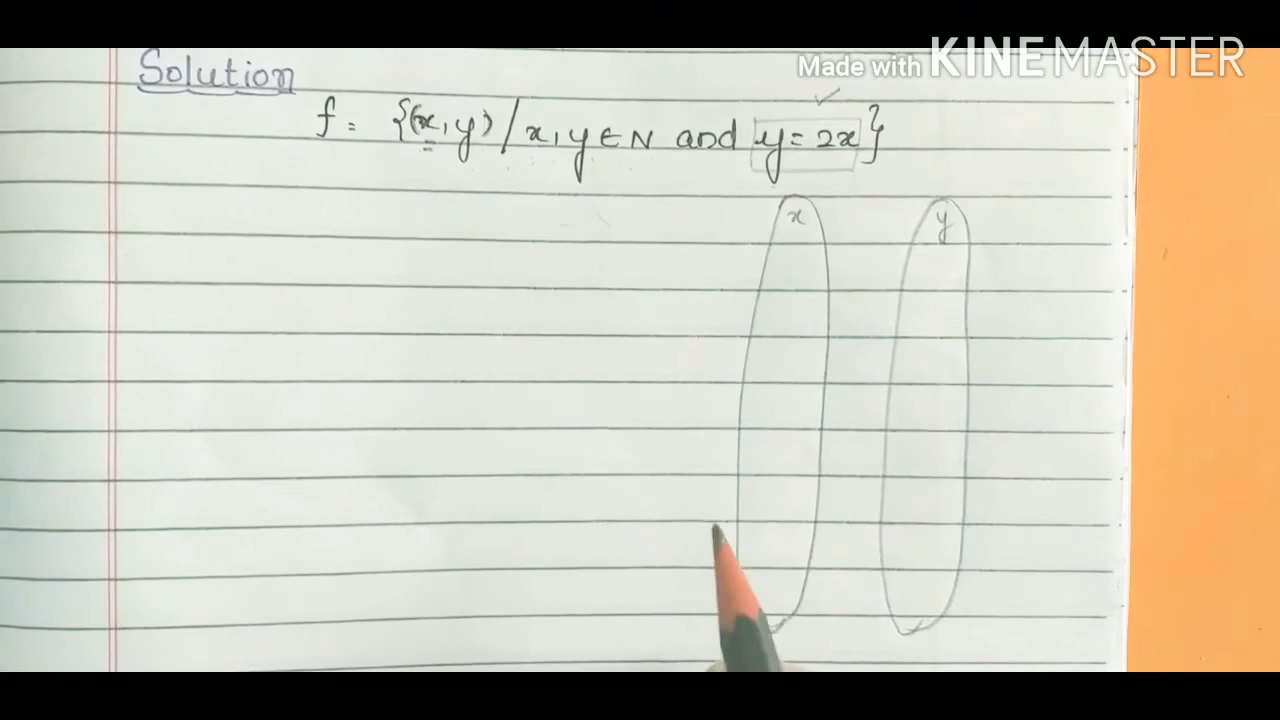 Made with KINEMASTER
Solution
f = {(x, y) / x, y ∈ N and y = 2x}
x y